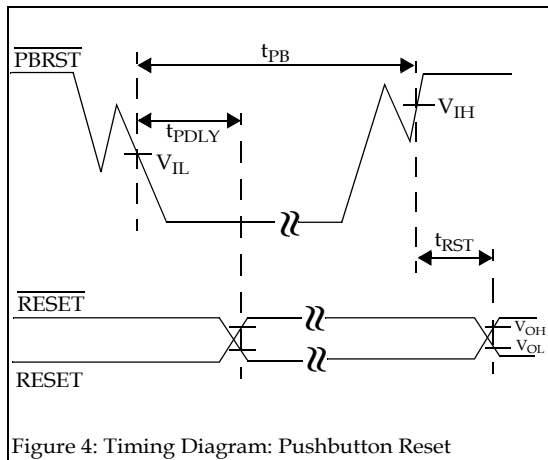 PBRST
tPB
VIH
tPDLY
VIL
tRST
RESET
VOH
VOL
RESET
Figure 4: Timing Diagram: Pushbutton Reset